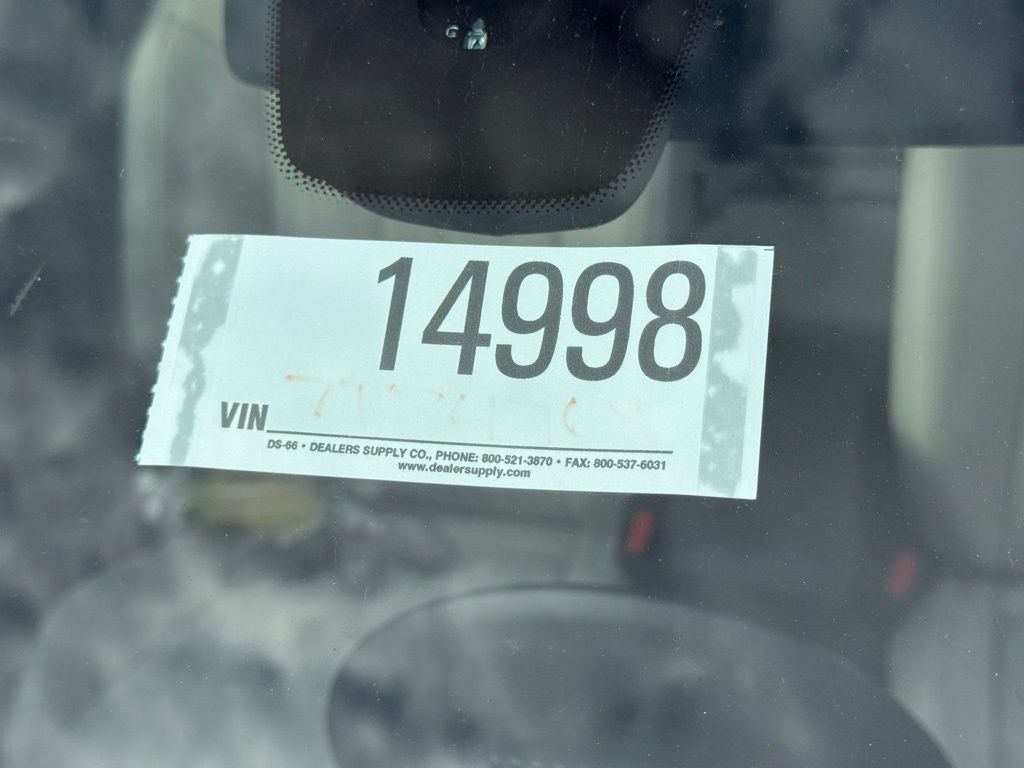 14998
VIN
DS-66 • DEALERS SUPPLY CO., PHONE: 800-521-3870 • FAX: 800-537-6031
www.dealersupply.com